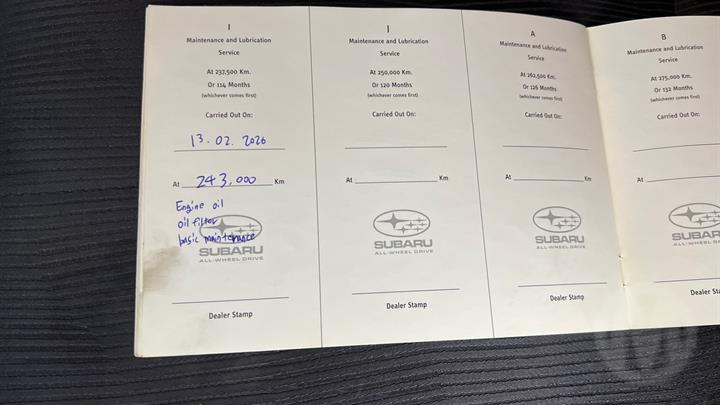 I
Maintenance and Lubrication
Service
At 237,500 Km.
Or 114 Months
(whichever comes first)
Carried Out On:
13.02.2026
At 243,000 Km
Engine oil
oil filter
basic maintenance
SUBARU
ALL-WHEEL DRIVE
Dealer Stamp
J
Maintenance and Lubrication
Service
At 250,000 Km.
Or 120 Months
(whichever comes first)
Carried Out On:
At Km
SUBARU
ALL-WHEEL DRIVE
Dealer Stamp
A
Maintenance and Lubrication
Service
At 262,500 Km.
Or 126 Months
(whichever comes first)
Carried Out On:
At Km
SUBARU
ALL-WHEEL DRIVE
Dealer Stamp
B
Maintenance and Lubrication
Service
At 275,000 Km.
Or 132 Months
(whichever comes first)
Carried Out On:
At
SUBAR
ALL-WHEEL
Dealer St